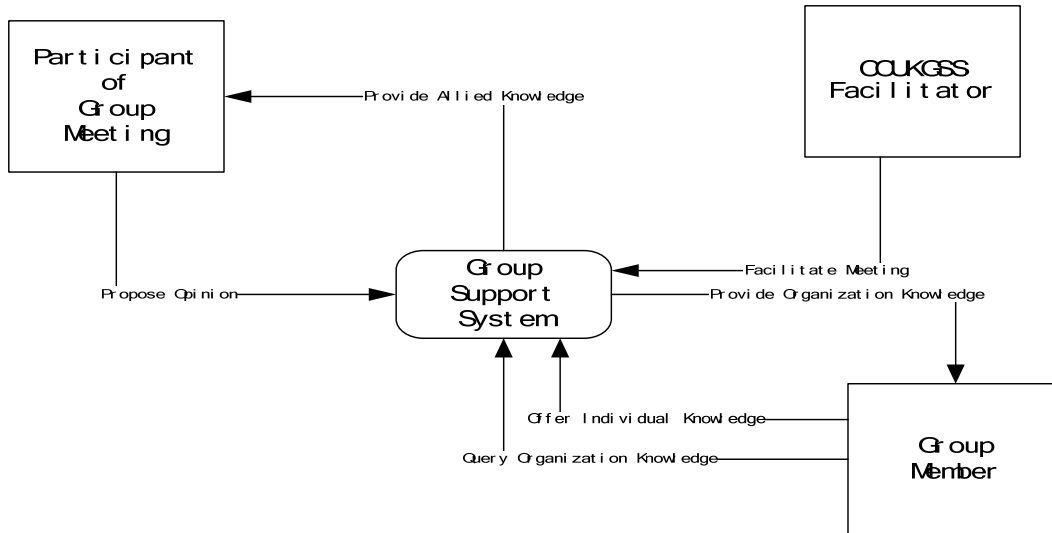 Participant
of
Group
Meeting
CCUKGSS
Facilitator
Provide Allied Knowledge
Group
Support
System
Facilitate Meeting
Propose Opinion
Provide Organization Knowledge
Offer Individual Knowledge
Query Organization Knowledge
Group
Member